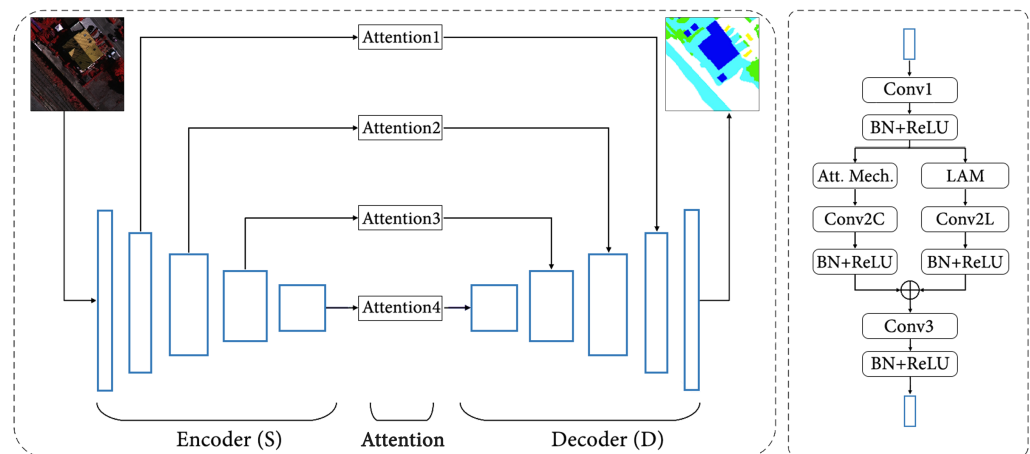 Attention1
Attention2
Attention3
Attention4
Encoder (S)
Attention
Decoder (D)
Conv1
BN+ReLU
Att. Mech.
LAM
Conv2C
Conv2L
BN+ReLU
BN+ReLU
Conv3
BN+ReLU